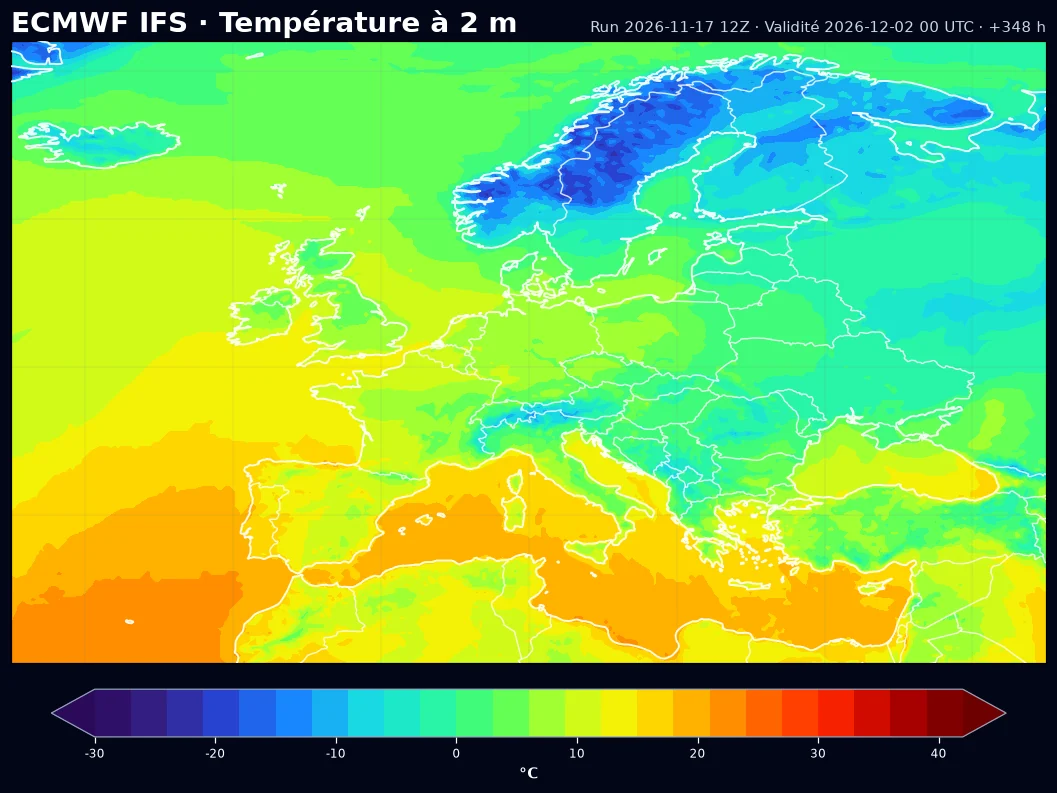 ECMWF IFS · Température à 2 m
Run 2026-11-17 12Z · Validité 2026-12-02 00 UTC · +348 h
-30 -20 -10 0 10 20 30 40
°C